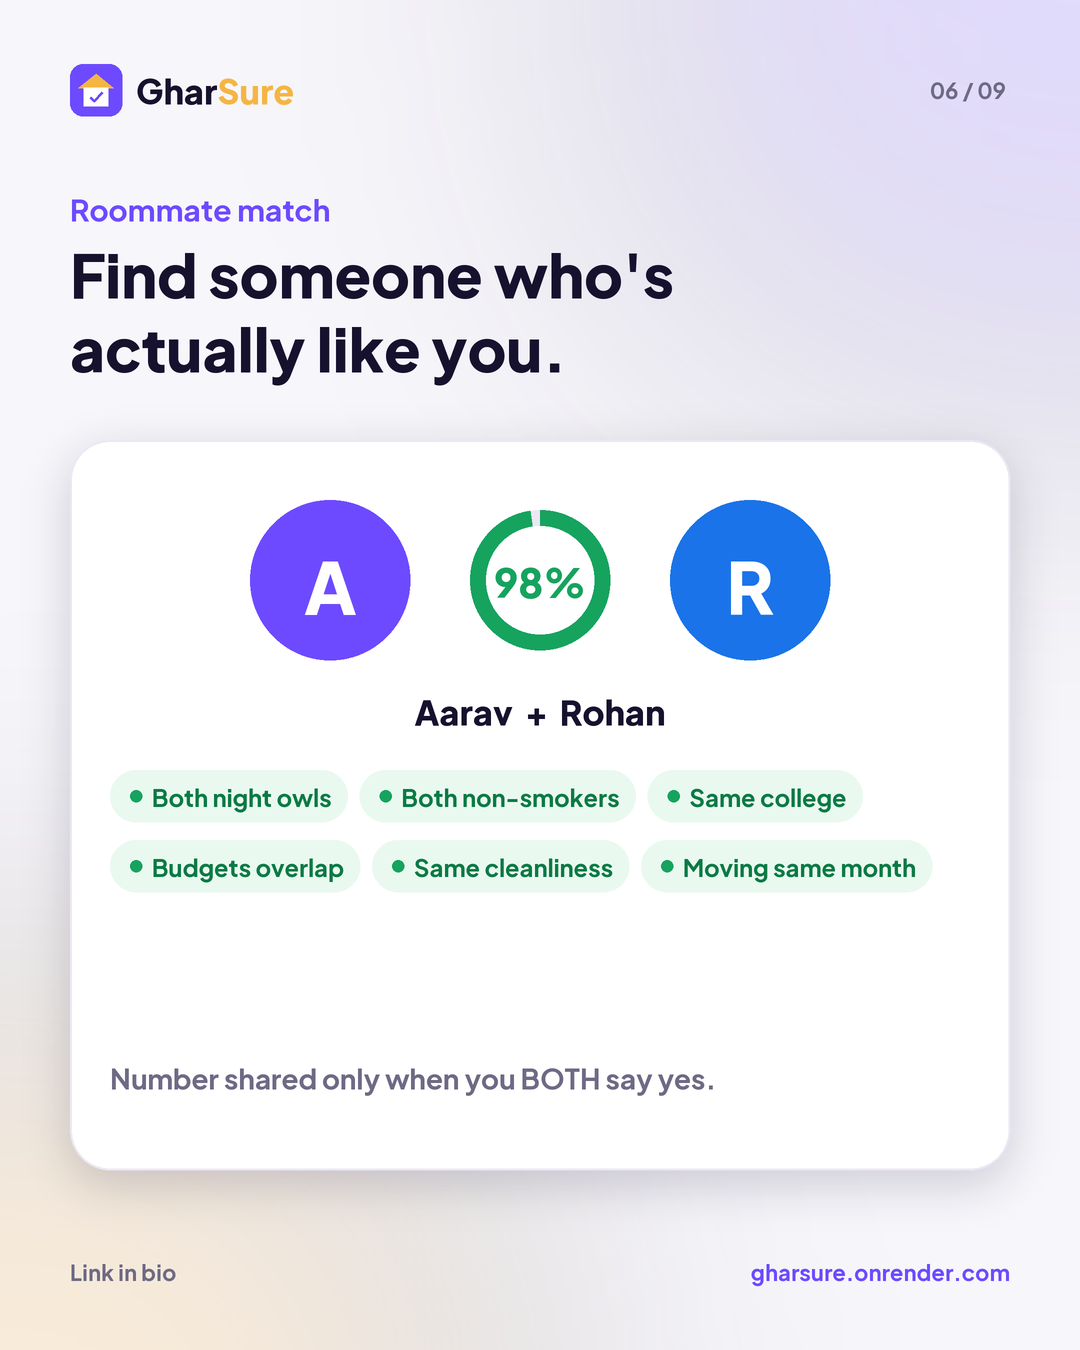 GharSure
06 / 09
Roommate match
Find someone who's
actually like you.
A
98%
R
Aarav + Rohan
Both night owls
Both non-smokers
Same college
Budgets overlap
Same cleanliness
Moving same month
Number shared only when you BOTH say yes.
Link in bio
gharsure.onrender.com